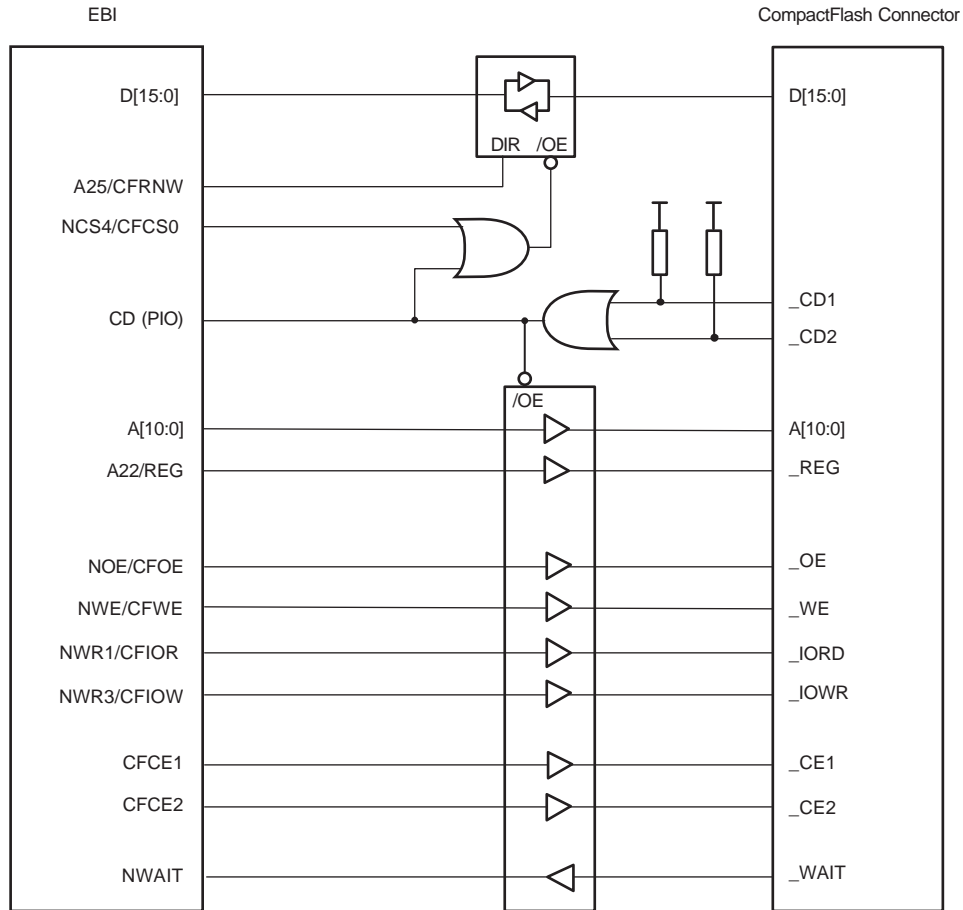 EBI
CompactFlash Connector
D[15:0]
D[15:0]
DIR /OE
A25/CFRNW
NCS4/CFCS0
_CD1
CD (PIO)
_CD2
/OE
A[10:0]
A[10:0]
A22/REG
_REG
NOE/CFOE
_OE
NWE/CFWE
_WE
NWR1/CFIOR
_IORD
NWR3/CFIOW
_IOWR
CFCE1
_CE1
CFCE2
_CE2
NWAIT
_WAIT